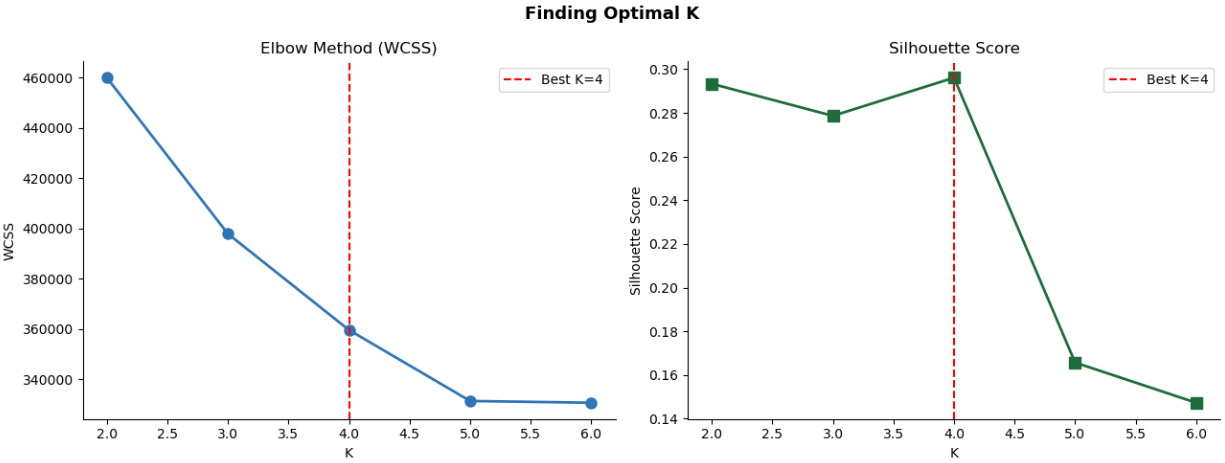 Finding Optimal K
Elbow Method (WCSS)
460000
440000
420000
400000
380000
360000
340000
WCSS
2.0 2.5 3.0 3.5 4.0 4.5 5.0 5.5 6.0
K
Best K=4
Silhouette Score
0.30
0.28
0.26
0.24
0.22
0.20
0.18
0.16
0.14
Silhouette Score
2.0 2.5 3.0 3.5 4.0 4.5 5.0 5.5 6.0
K
Best K=4